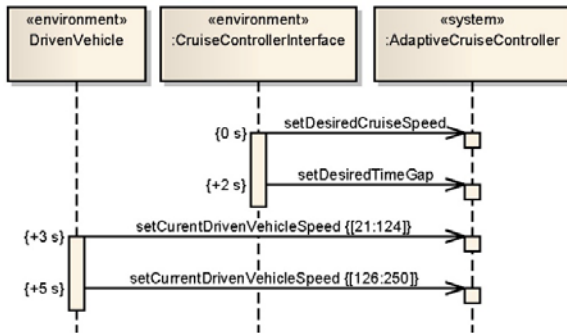 «environment» «environment» «system»
DrivenVehicle :CruiseControllerInterface :AdaptiveCruiseController
{0 s} setDesiredCruiseSpeed
{+2 s} setDesiredTimeGap
{+3 s} setCurentDrivenVehicleSpeed {[21:124]}
{+5 s} setCurrentDrivenVehicleSpeed {[126:250]}